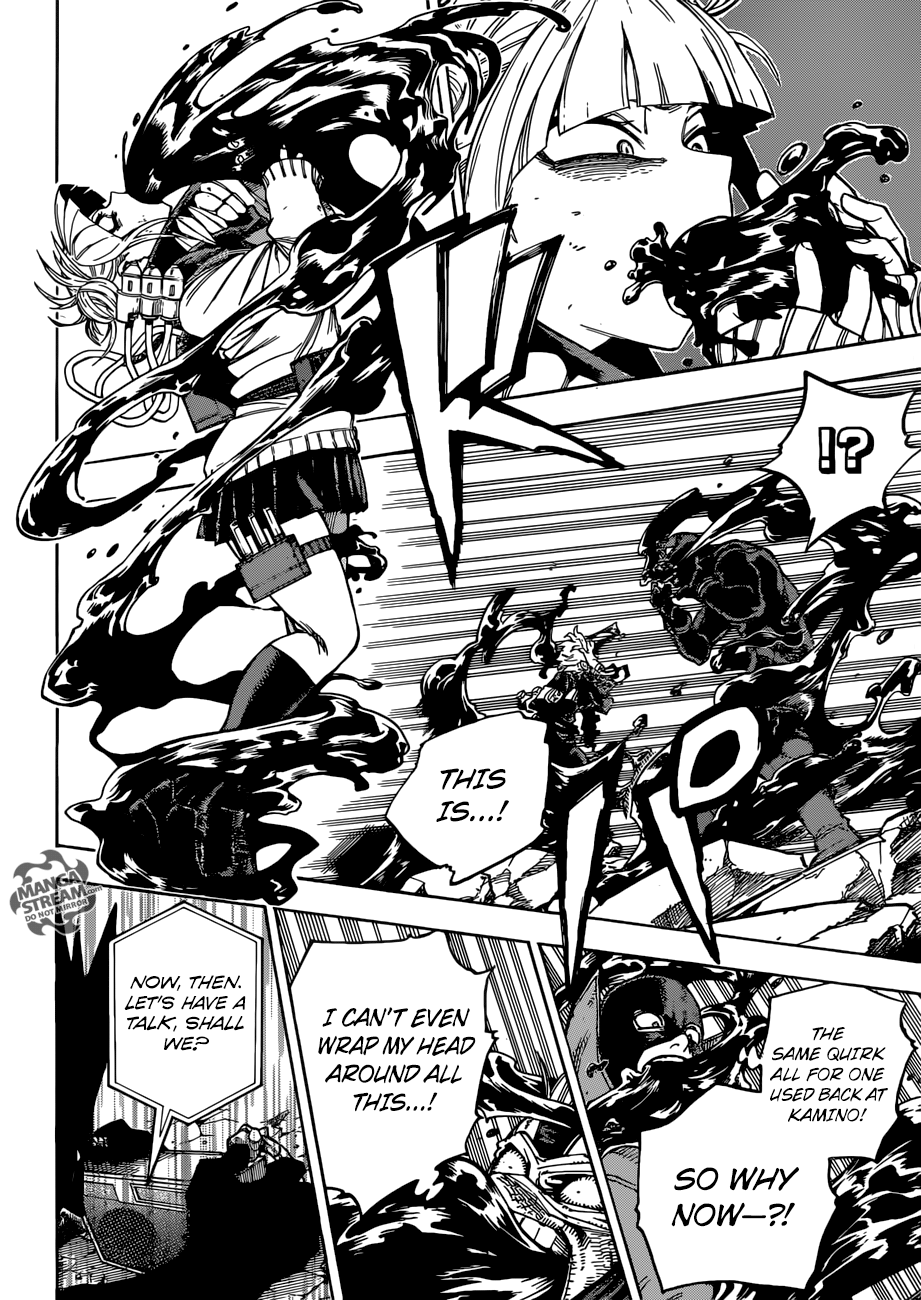 !?
THIS
IS...!
THE
SAME QUIRK
ALL FOR ONE
USED BACK AT
KAMINO!
SO WHY
NOW—?!
I CAN'T EVEN
WRAP MY HEAD
AROUND ALL
THIS...!
NOW, THEN.
LET'S HAVE A
TALK, SHALL
WE?
MANGA
STREAM.com
DO NOT MIRROR